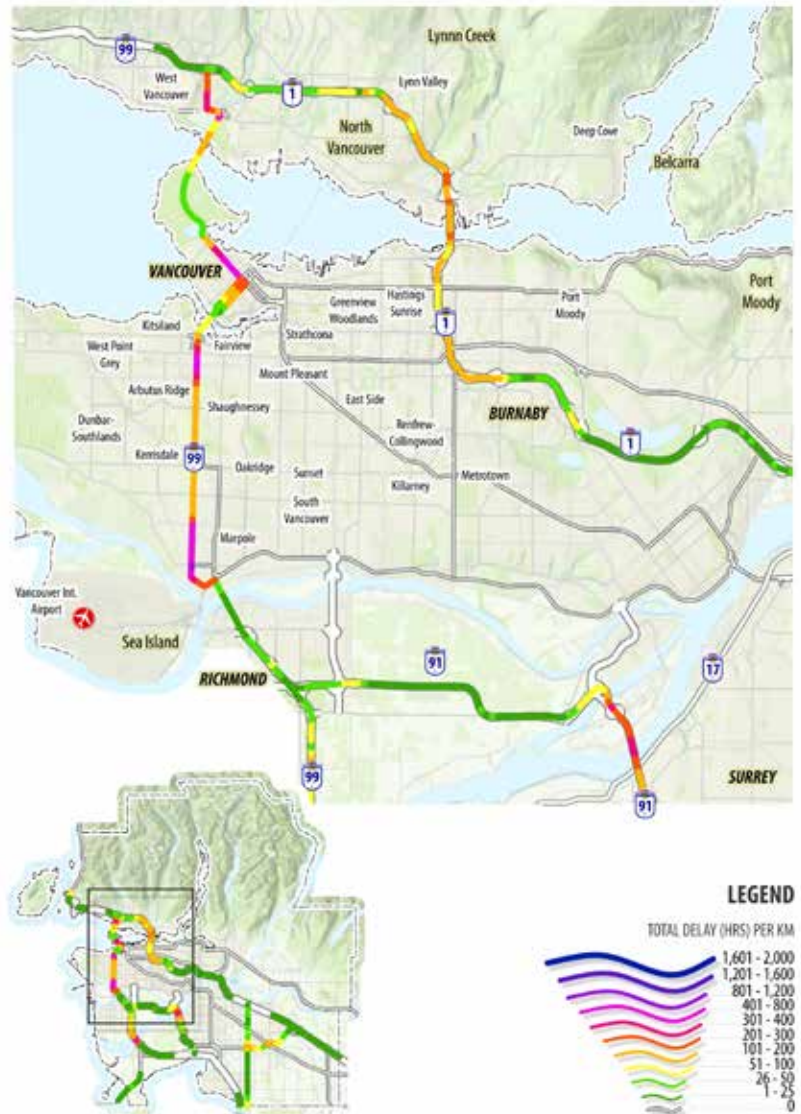 99
Lynnn Creek
West
Vancouver
Lynn Valley
1
North
Vancouver
Deep Cove
Belcarra
VANCOUVER
Port
Moody
Greenview
Woodlands
Hastings
Sunrise
Port
Moody
Kitsiland
1
Strathcona
West Point
Grey
Fairview
Mount Pleasant
Arbutus Ridge
Shaughnessey
East Side
BURNABY
Dunbar-
Southlands
Renfrew-
Collingwood
1
Kerrisdale
99
Oakridge
Sunset
Killarney
Metrotown
South
Vancouver
Marpole
Vancouver Int.
Airport
Sea Island
91
17
RICHMOND
99
SURREY
91
LEGEND
TOTAL DELAY (HRS) PER KM
1,601 - 2,000
1,201 - 1,600
801 - 1,200
401 - 800
301 - 400
201 - 300
101 - 200
51 - 100
26 - 50
1 - 25
0